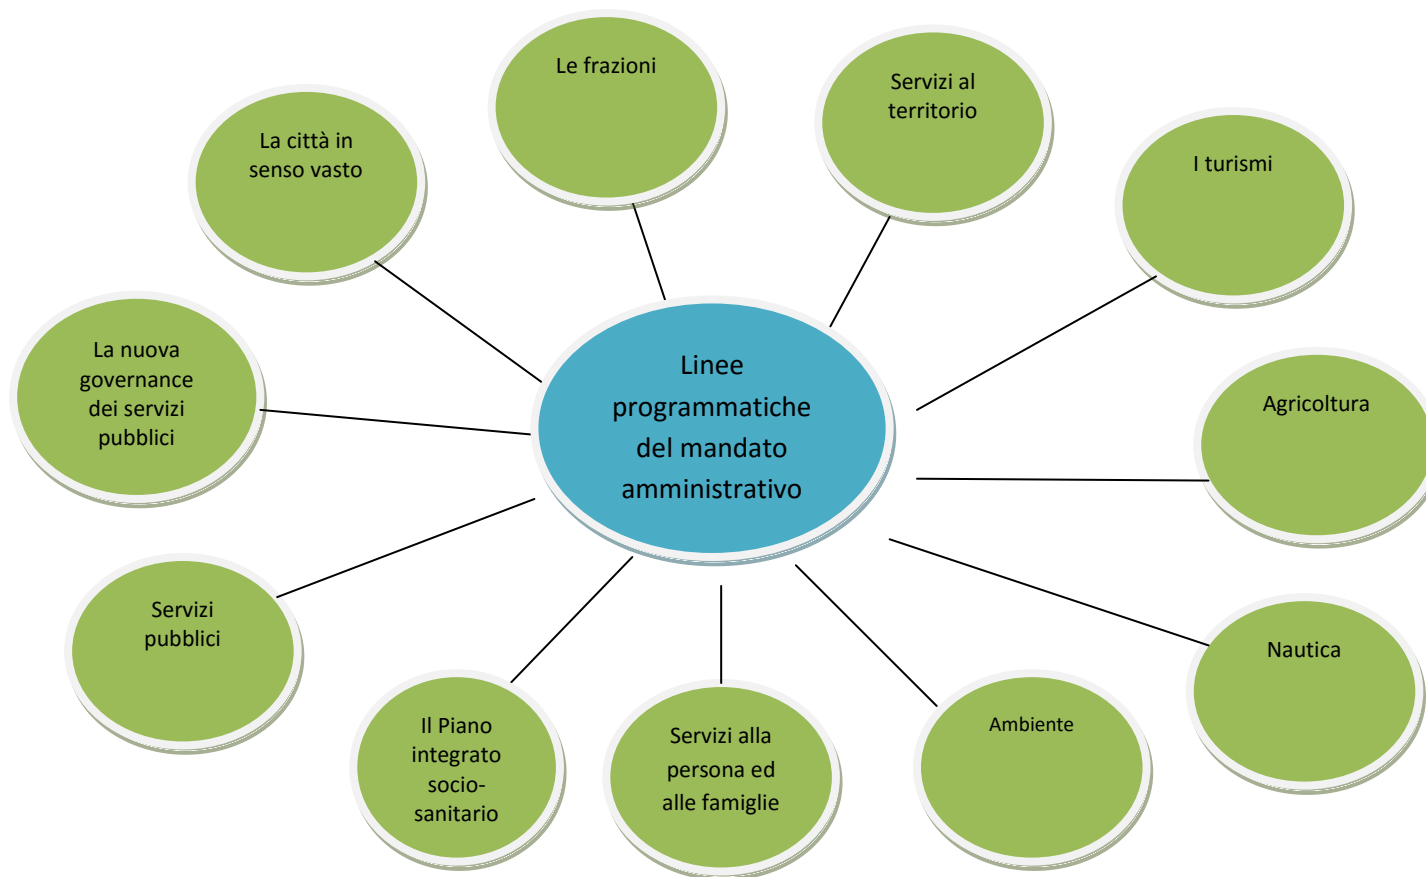 Le frazioni
Servizi al
territorio
La città in
senso vasto
I turismi
La nuova
governance
dei servizi
pubblici
Linee
programmatiche
del mandato
amministrativo
Agricoltura
Servizi
pubblici
Nautica
Il Piano
integrato
socio-
sanitario
Servizi alla
persona ed
alle famiglie
Ambiente